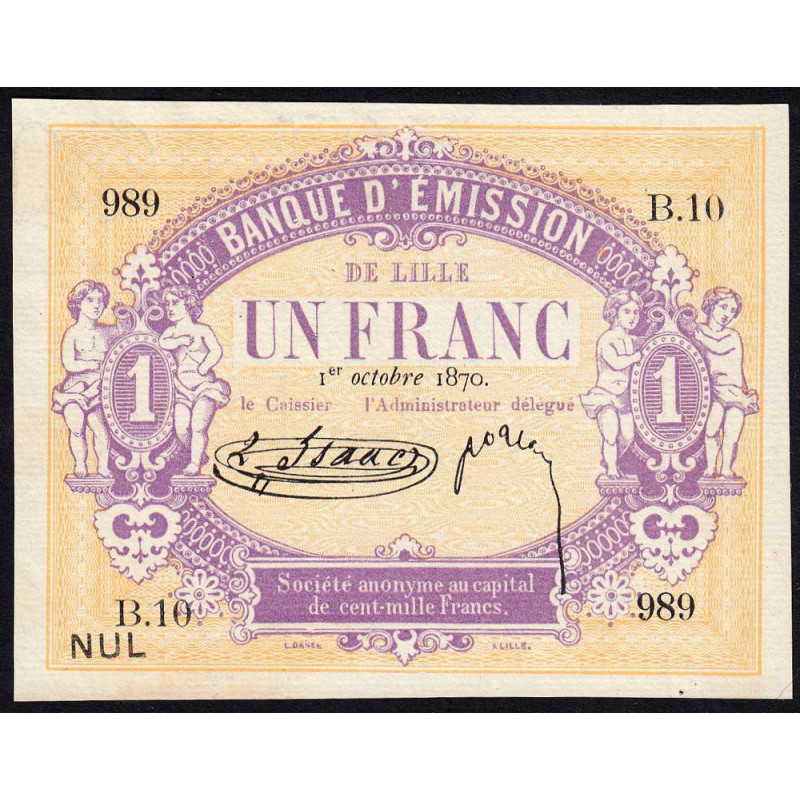 989 B.10
BANQUE D'ÉMISSION
DE LILLE
UN FRANC
1 1
1er octobre 1870.
le Caissier l'Administrateur délégué
Société anonyme au capital
de cent-mille Francs.
B.10 989
NUL
L. DANEL À LILLE.